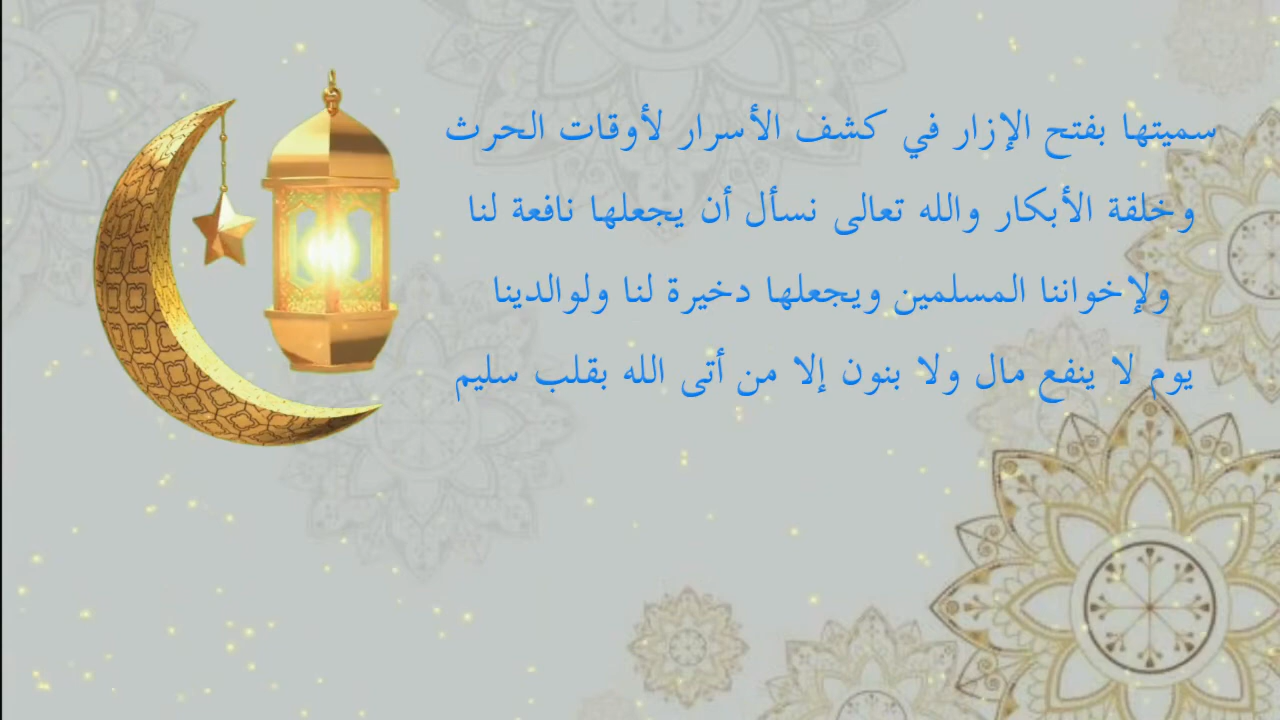 سميتها بفتح الإزار في كشف الأسرار لأوقات الحرث
وخلقة الأبكار والله تعالى نسأل أن يجعلها نافعة لنا
ولإخواننا المسلمين ويجعلها دخيرة لنا ولوالدينا
يوم لا ينفع مال ولا بنون إلا من أتى الله بقلب سليم